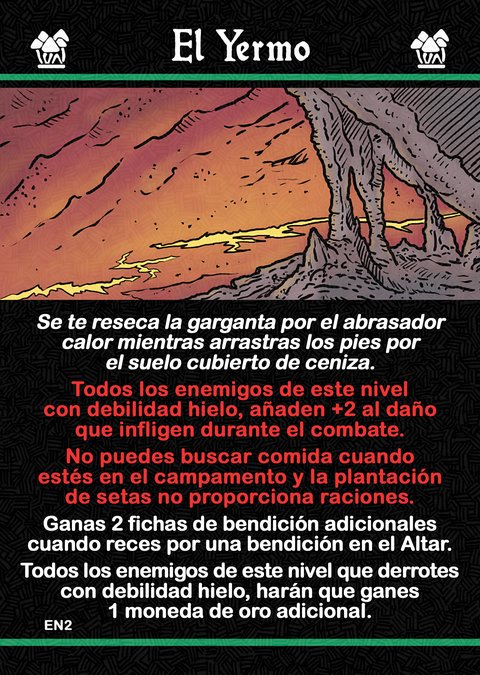 El Yermo
Se te reseca la garganta por el abrasador
calor mientras arrastras los pies por
el suelo cubierto de ceniza.
Todos los enemigos de este nivel
con debilidad hielo, añaden +2 al daño
que infligen durante el combate.
No puedes buscar comida cuando
estés en el campamento y la plantación
de setas no proporciona raciones.
Ganas 2 fichas de bendición adicionales
cuando reces por una bendición en el Altar.
Todos los enemigos de este nivel que derrotes
con debilidad hielo, harán que ganes
1 moneda de oro adicional.
EN2